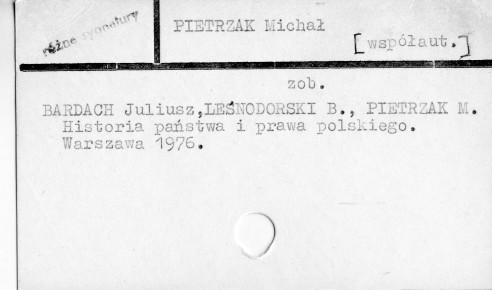 różne sygnatury
PIETRZAK Michał
[współaut.]
zob.
BARDACH Juliusz,LEŚNODORSKI B., PIETRZAK M.
Historia państwa i prawa polskiego.
Warszawa 1976.